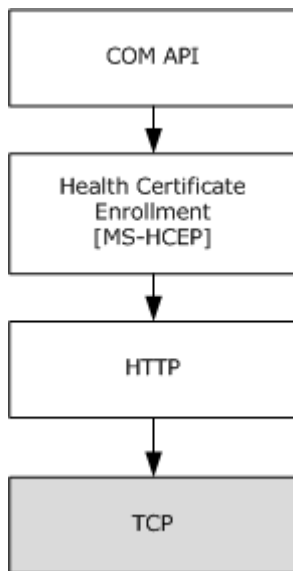 COM API
Health Certificate
Enrollment
[MS-HCEP]
HTTP
TCP